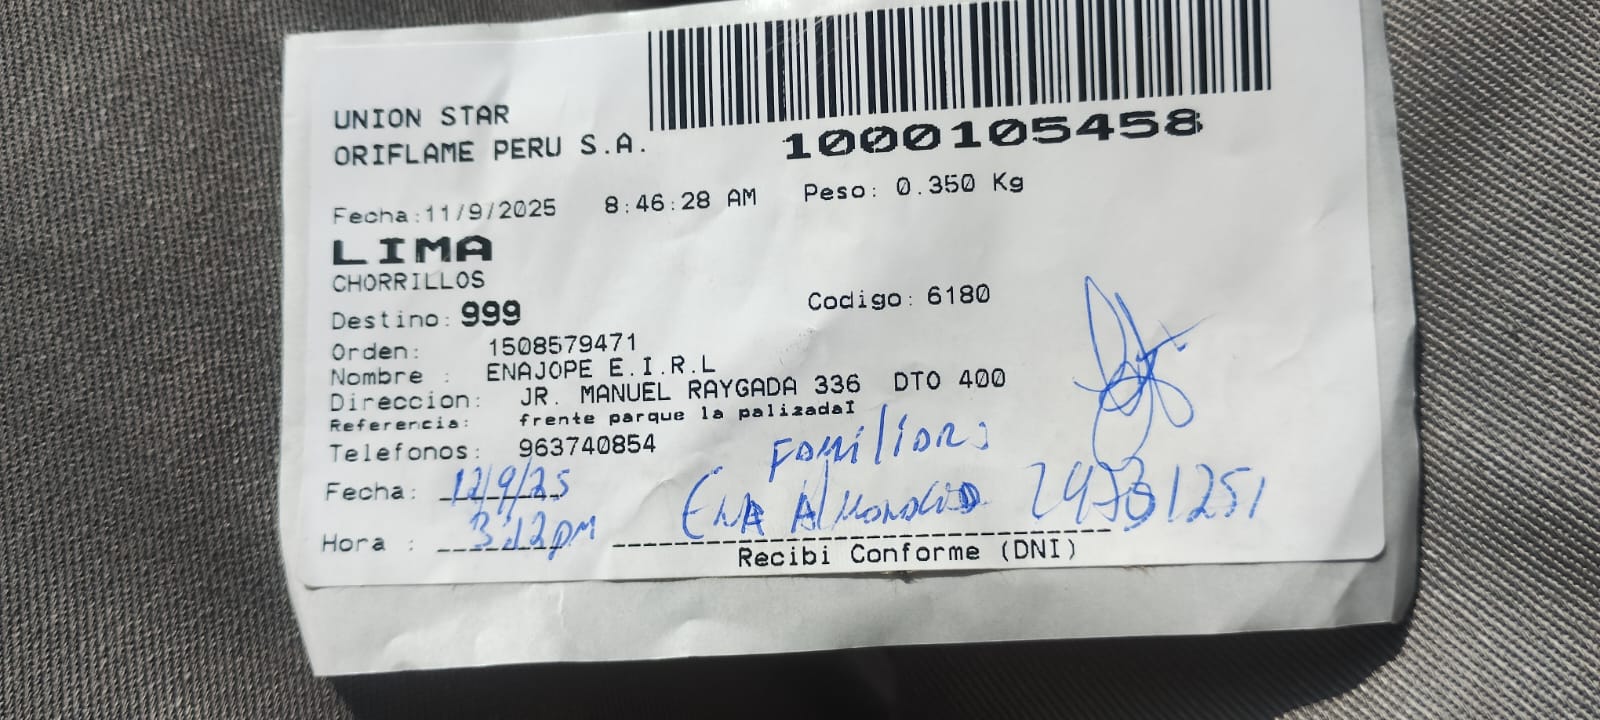 UNION STAR
ORIFLAME PERU S.A.
1000105458
Fecha:11/9/2025 8:46:28 AM Peso: 0.350 Kg
LIMA
CHORRILLOS
Destino: 999 Codigo: 6180
Orden: 1508579471
Nombre : ENAJOPE E.I.R.L
Direccion: JR. MANUEL RAYGADA 336 DTO 400
Referencia: frente parque la palizadaI
Telefonos: 963740854
Familiar
Fecha: 12/9/25
ENA
Hora : 3:12pm
Recibi Conforme (DNI)